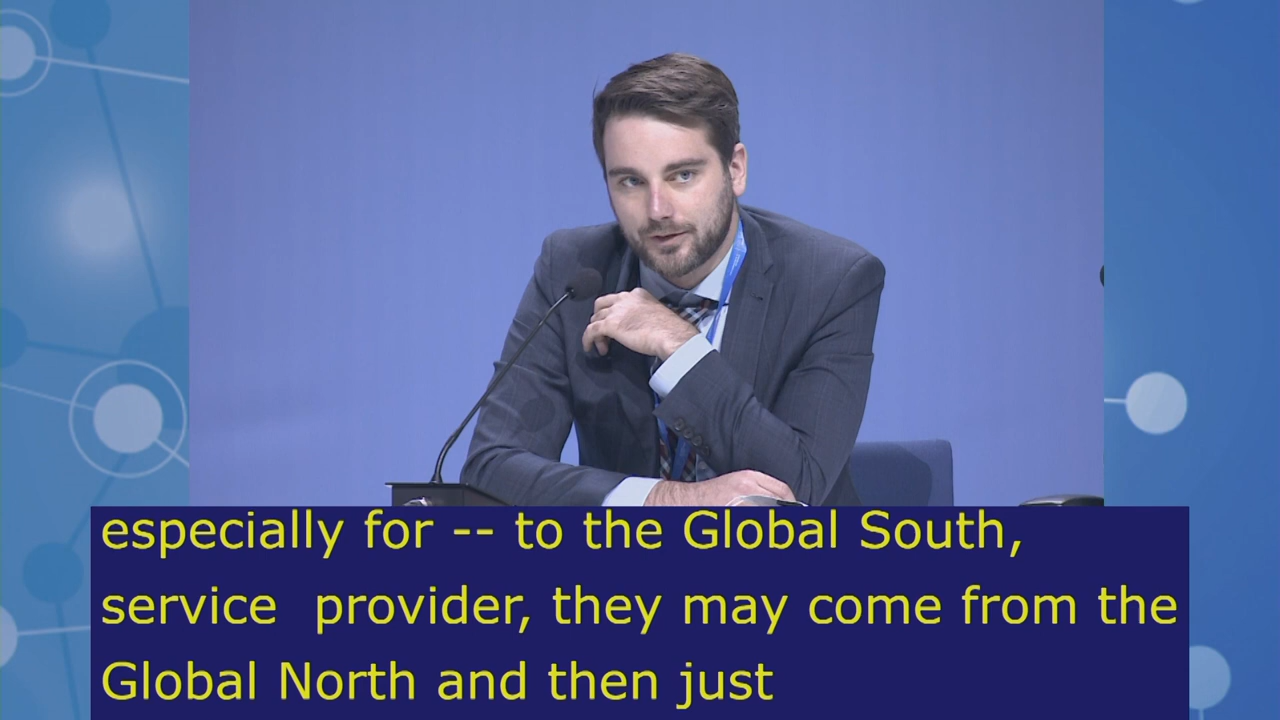 especially for -- to the Global South,
service  provider, they may come from the
Global North and then just